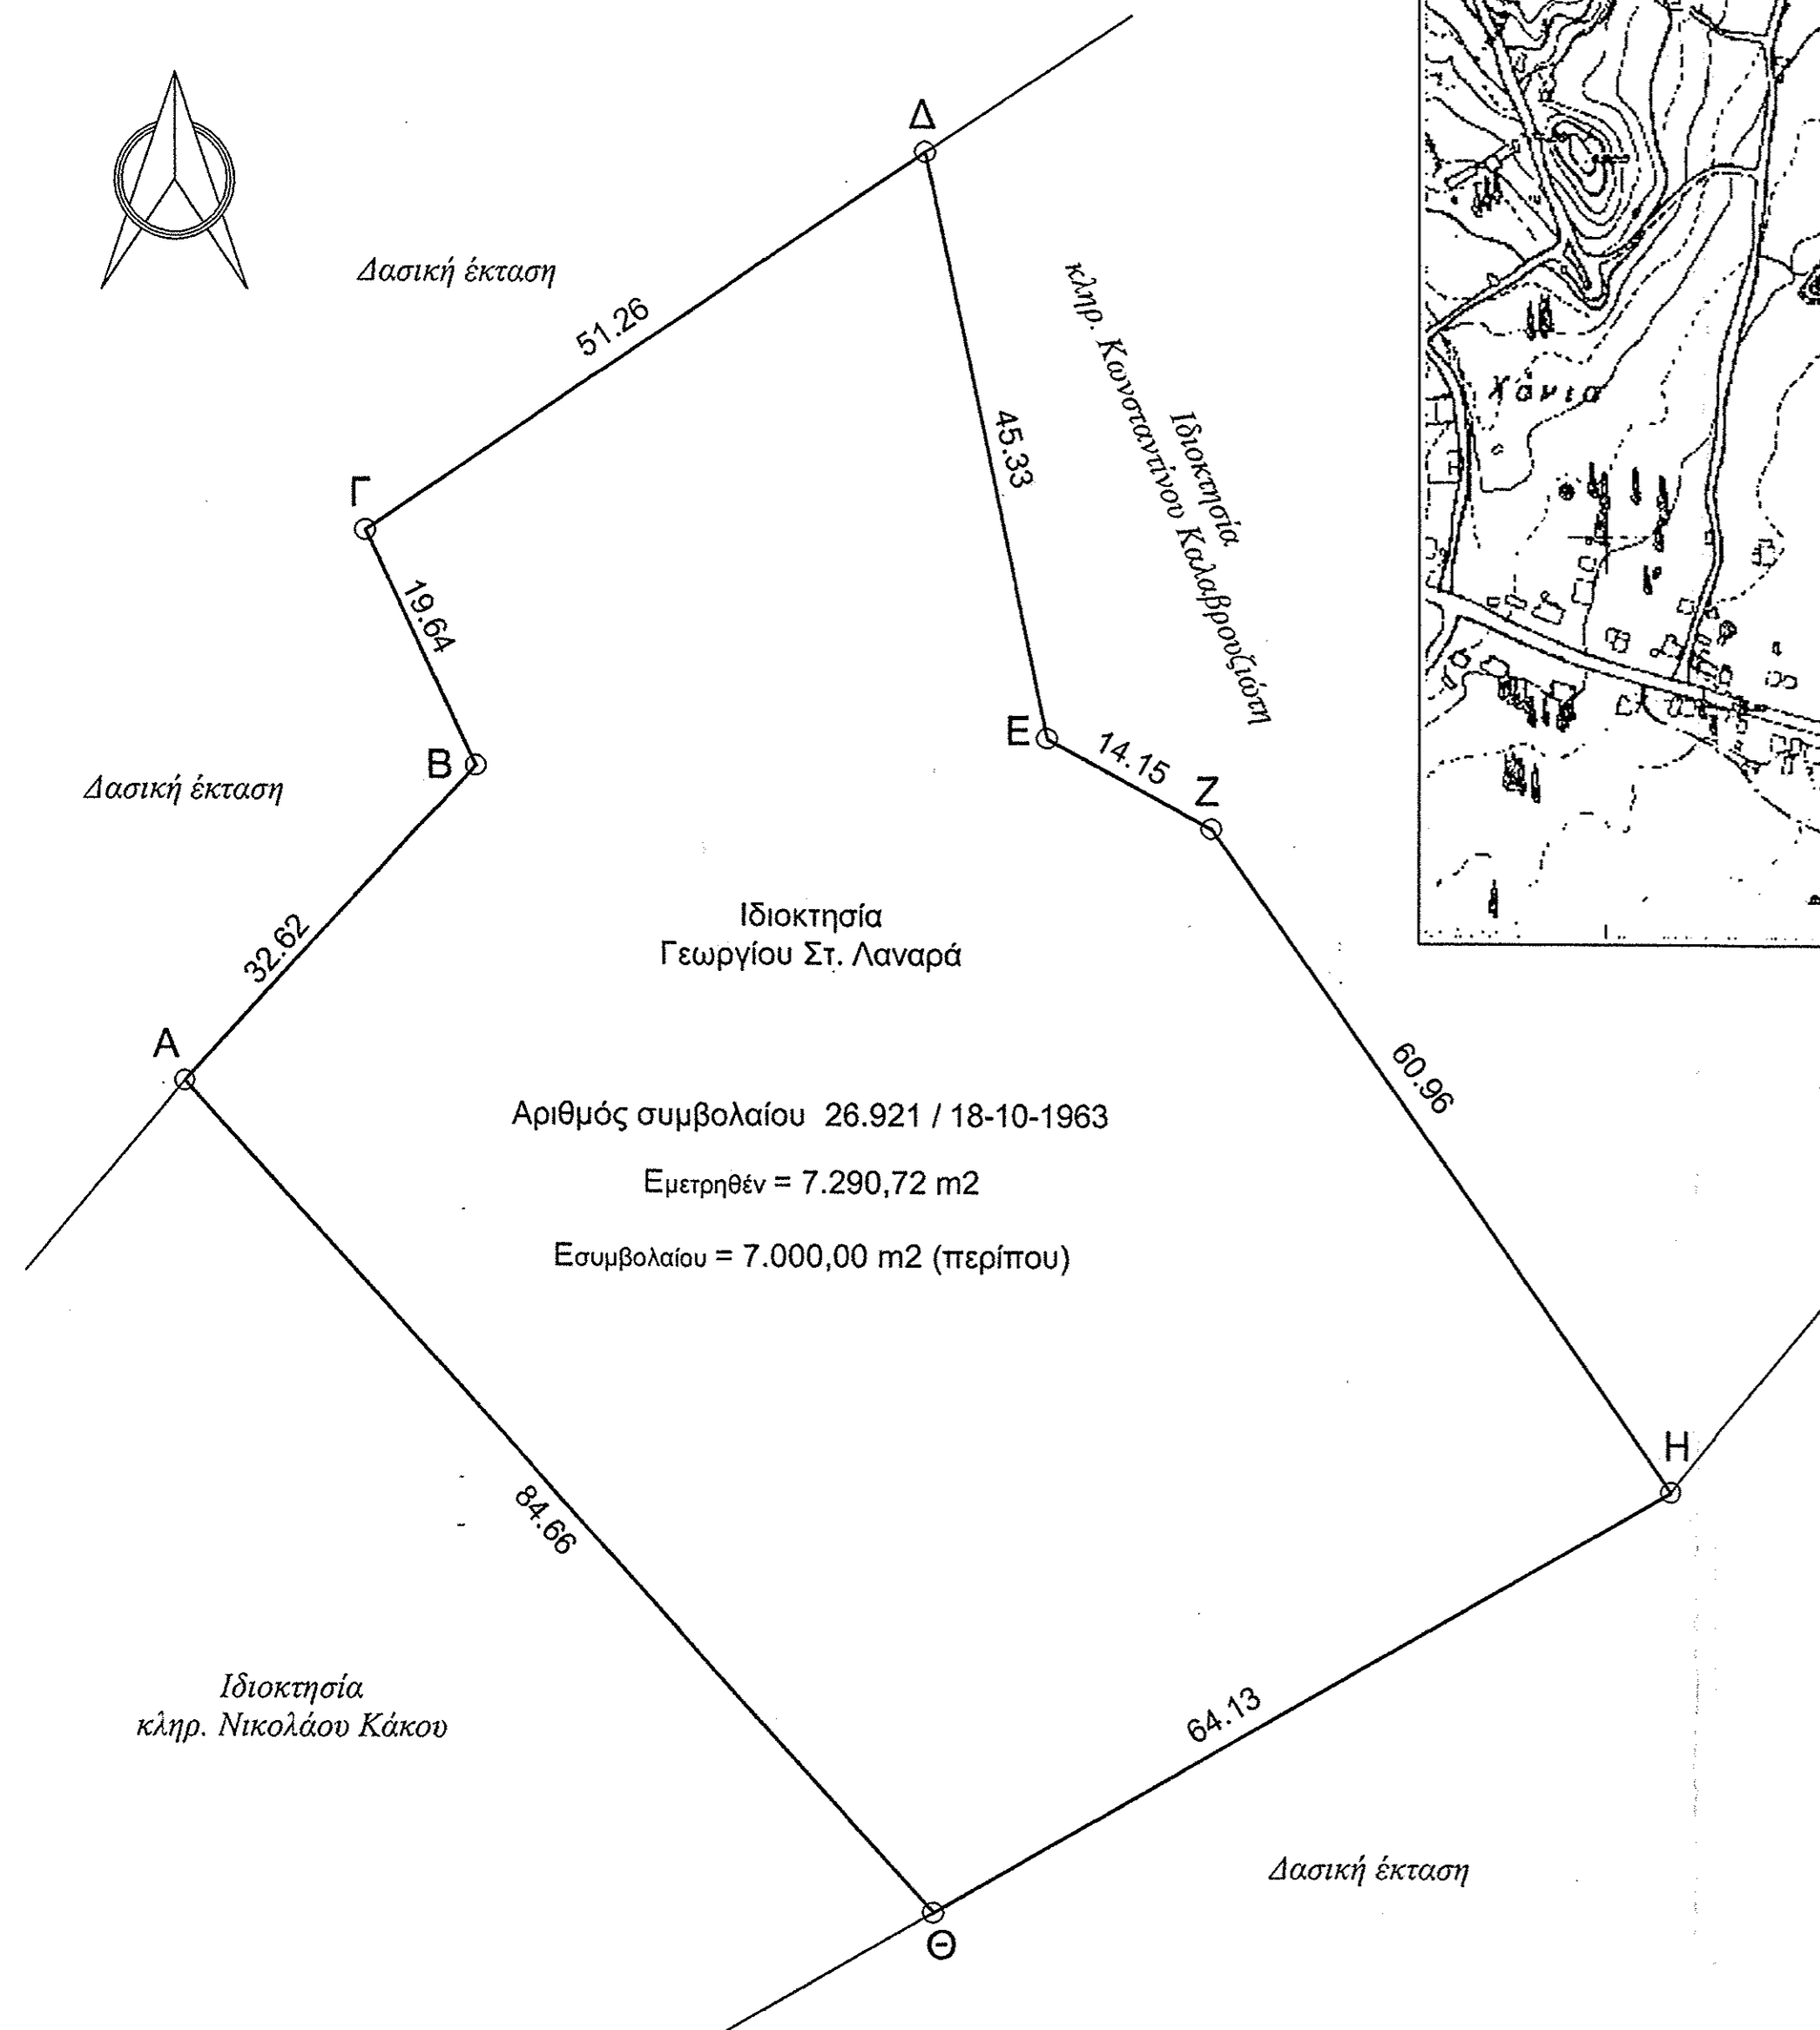 Δ
Δασική έκταση
51.26
κληρ. Κωνσταντίνου Καλαβρουζιώτη
Ιδιοκτησία
45.33
Χάνια
Γ
19.64
Β
Ε
14.15
Ζ
Δασική έκταση
32.62
Ιδιοκτησία
Γεωργίου Στ. Λαναρά
Α
60.96
Αριθμός συμβολαίου 26.921 / 18-10-1963
Εμετρηθέν = 7.290,72 m2
Εσυμβολαίου = 7.000,00 m2 (περίπου)
Η
84.66
Ιδιοκτησία
κληρ. Νικολάου Κάκου
64.13
Δασική έκταση
Θ